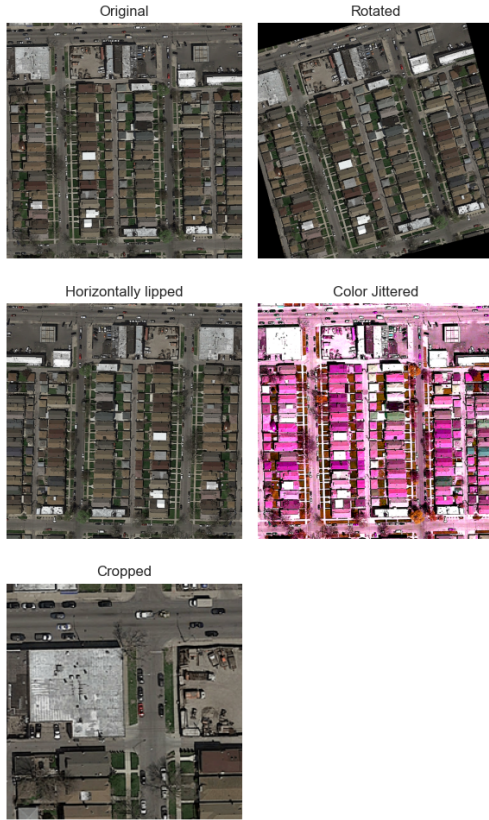 Original
Rotated
Horizontally lipped
Color Jittered
Cropped